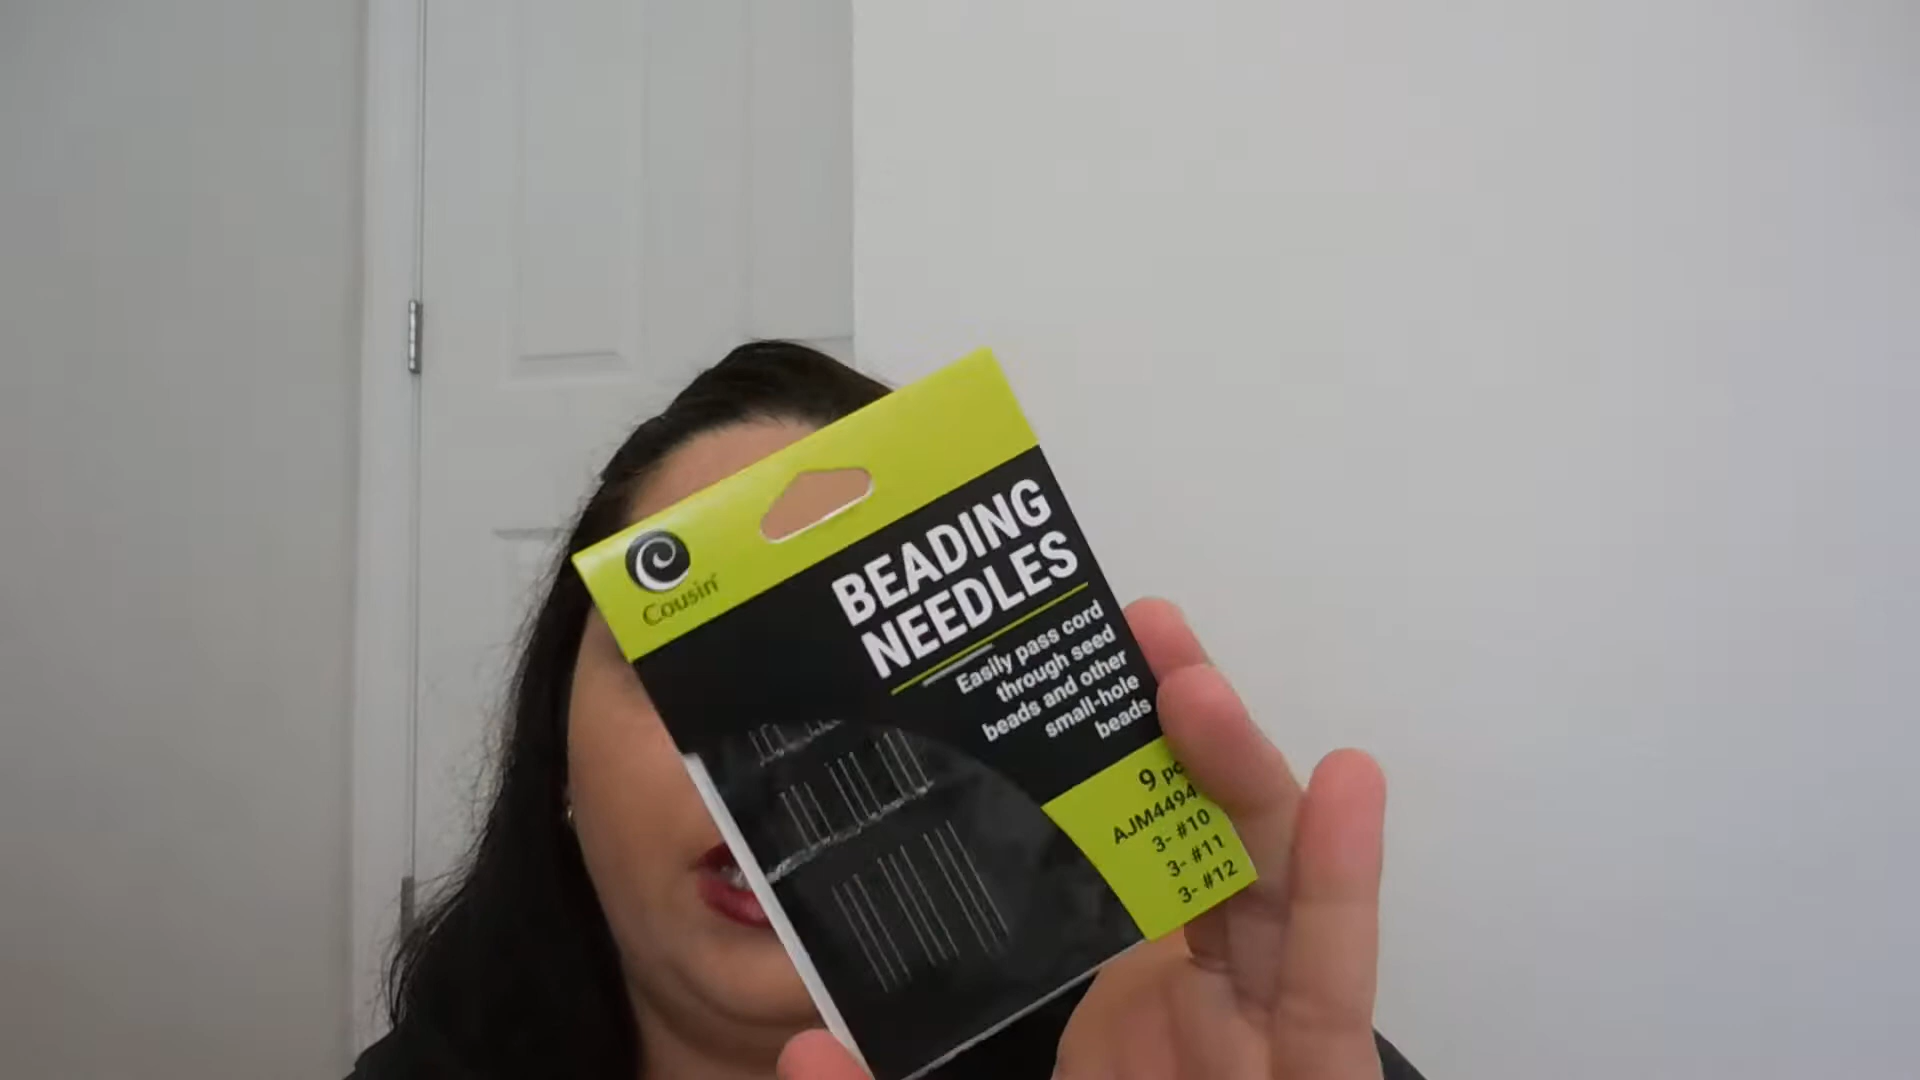 Cousin
BEADING
NEEDLES
Easily pass cord
through seed
beads and other
small-hole
beads
9 pc
AJM4494
3- #10
3- #11
3- #12